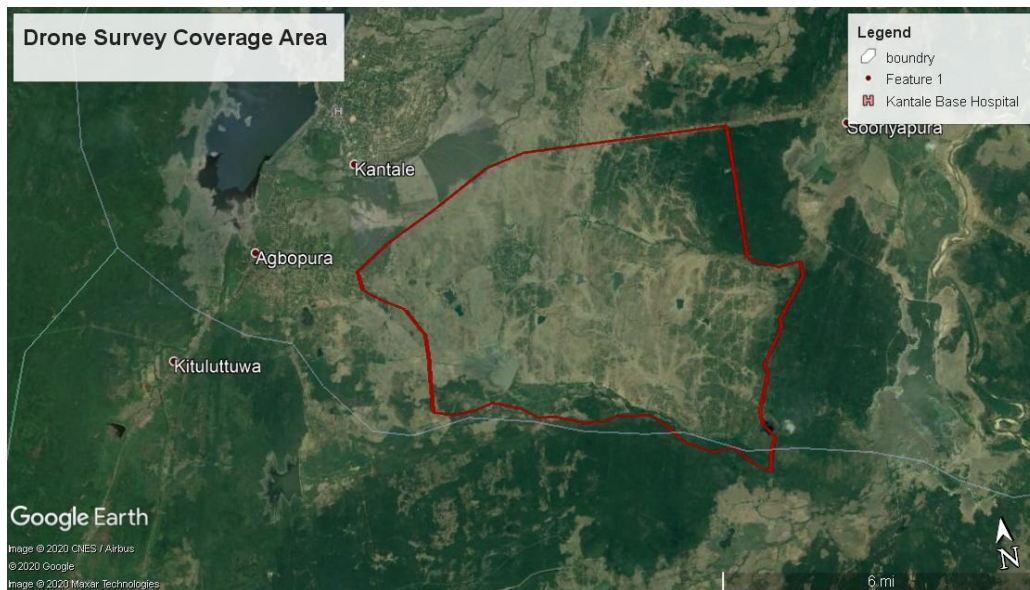 Drone Survey Coverage Area
Legend
boundry
Feature 1
Kantale Base Hospital
H
Sooriyapura
Kantale
Agbopura
Kituluttuwa
Google Earth
Image © 2020 CNES / Airbus
© 2020 Google
Image © 2020 Maxar Technologies
N
6 mi